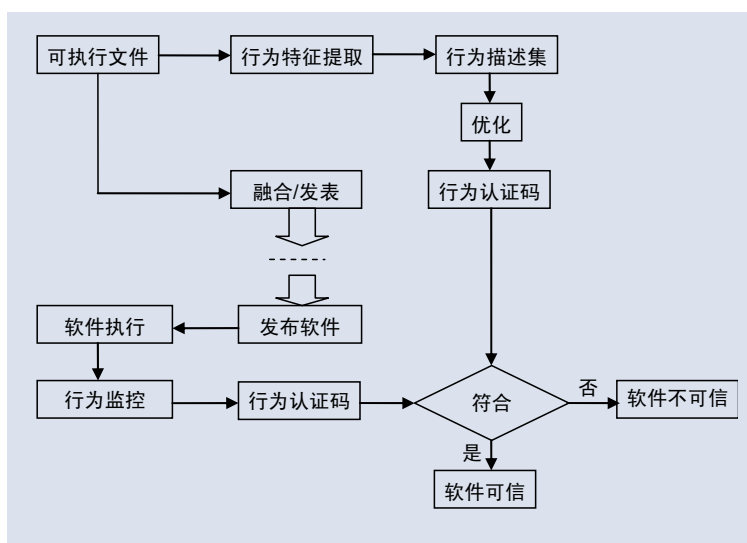 可执行文件
行为特征提取
行为描述集
优化
融合/发表
行为认证码
软件执行
发布软件
行为监控
行为认证码
符合
否
软件不可信
是
软件可信